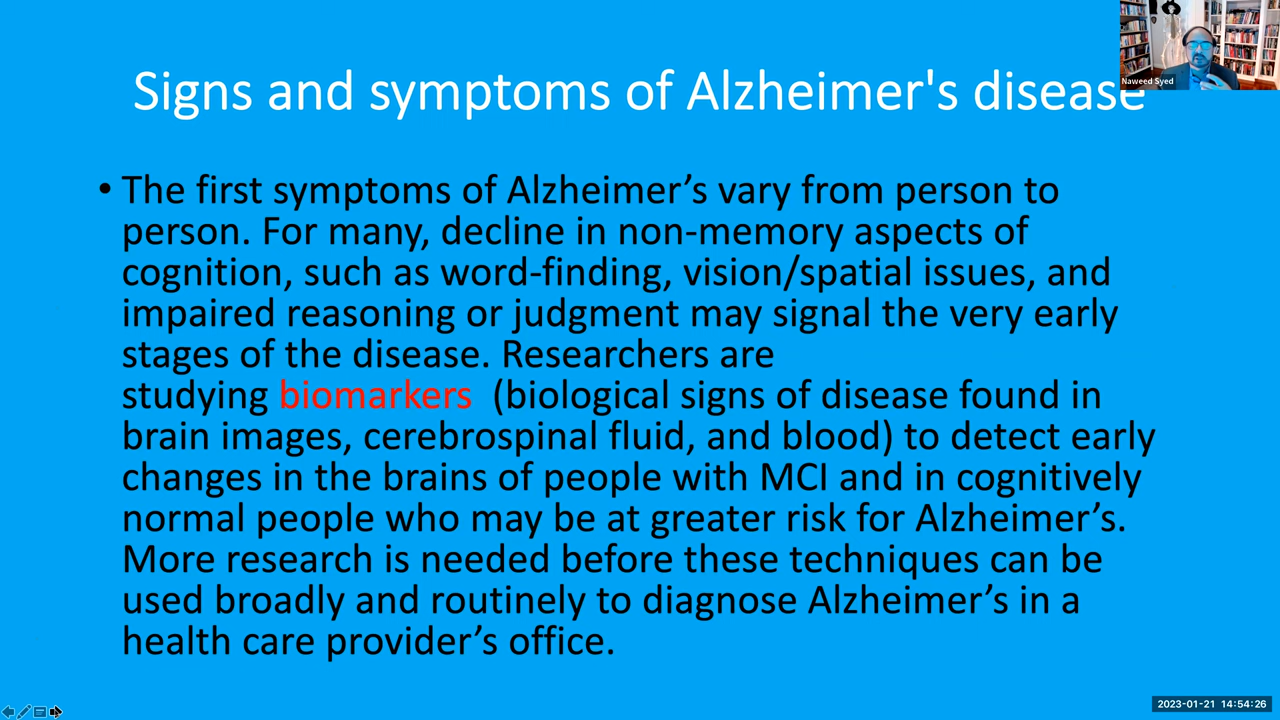 Naweed Syed
Signs and symptoms of Alzheimer's disease
• The first symptoms of Alzheimer’s vary from person to
person. For many, decline in non-memory aspects of
cognition, such as word-finding, vision/spatial issues, and
impaired reasoning or judgment may signal the very early
stages of the disease. Researchers are
studying biomarkers  (biological signs of disease found in
brain images, cerebrospinal fluid, and blood) to detect early
changes in the brains of people with MCI and in cognitively
normal people who may be at greater risk for Alzheimer’s.
More research is needed before these techniques can be
used broadly and routinely to diagnose Alzheimer’s in a
health care provider’s office.
2023-01-21 14:54:26